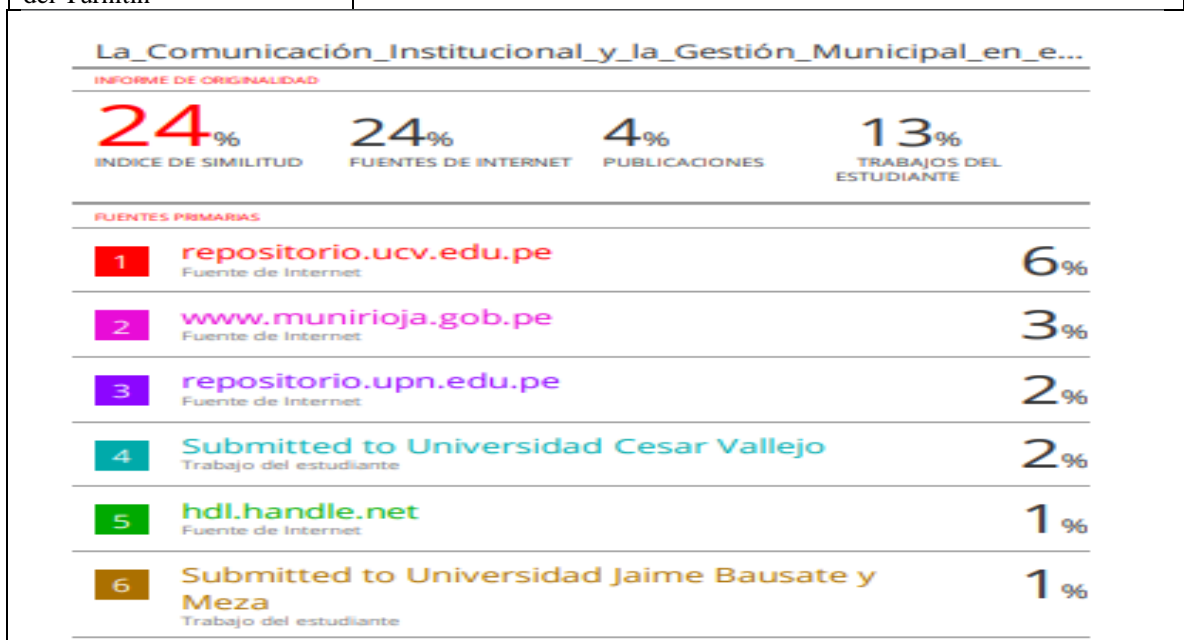 del Turnitin
La_Comunicación_Institucional_y_la_Gestión_Municipal_en_e...
INFORME DE ORIGINALIDAD
24% 24% 4% 13%
INDICE DE SIMILITUD FUENTES DE INTERNET PUBLICACIONES TRABAJOS DEL
ESTUDIANTE
FUENTES PRIMARIAS
1 repositorio.ucv.edu.pe 6%
Fuente de Internet
2 www.munirioja.gob.pe 3%
Fuente de Internet
3 repositorio.upn.edu.pe 2%
Fuente de Internet
4 Submitted to Universidad Cesar Vallejo 2%
Trabajo del estudiante
5 hdl.handle.net 1%
Fuente de Internet
6 Submitted to Universidad Jaime Bausate y 1%
Meza
Trabajo del estudiante